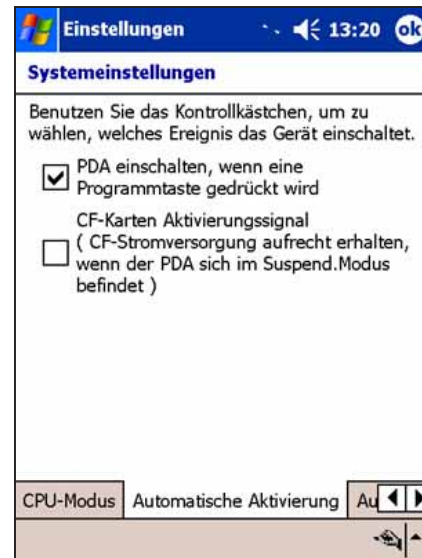 Einstellungen 13:20 ok
Systemeinstellungen
Benutzen Sie das Kontrollkästchen, um zu
wählen, welches Ereignis das Gerät einschaltet.
PDA einschalten, wenn eine
Programmtaste gedrückt wird
CF-Karten Aktivierungssignal
( CF-Stromversorgung aufrecht erhalten,
wenn der PDA sich im Suspend.Modus
befindet )
CPU-Modus Automatische Aktivierung Au